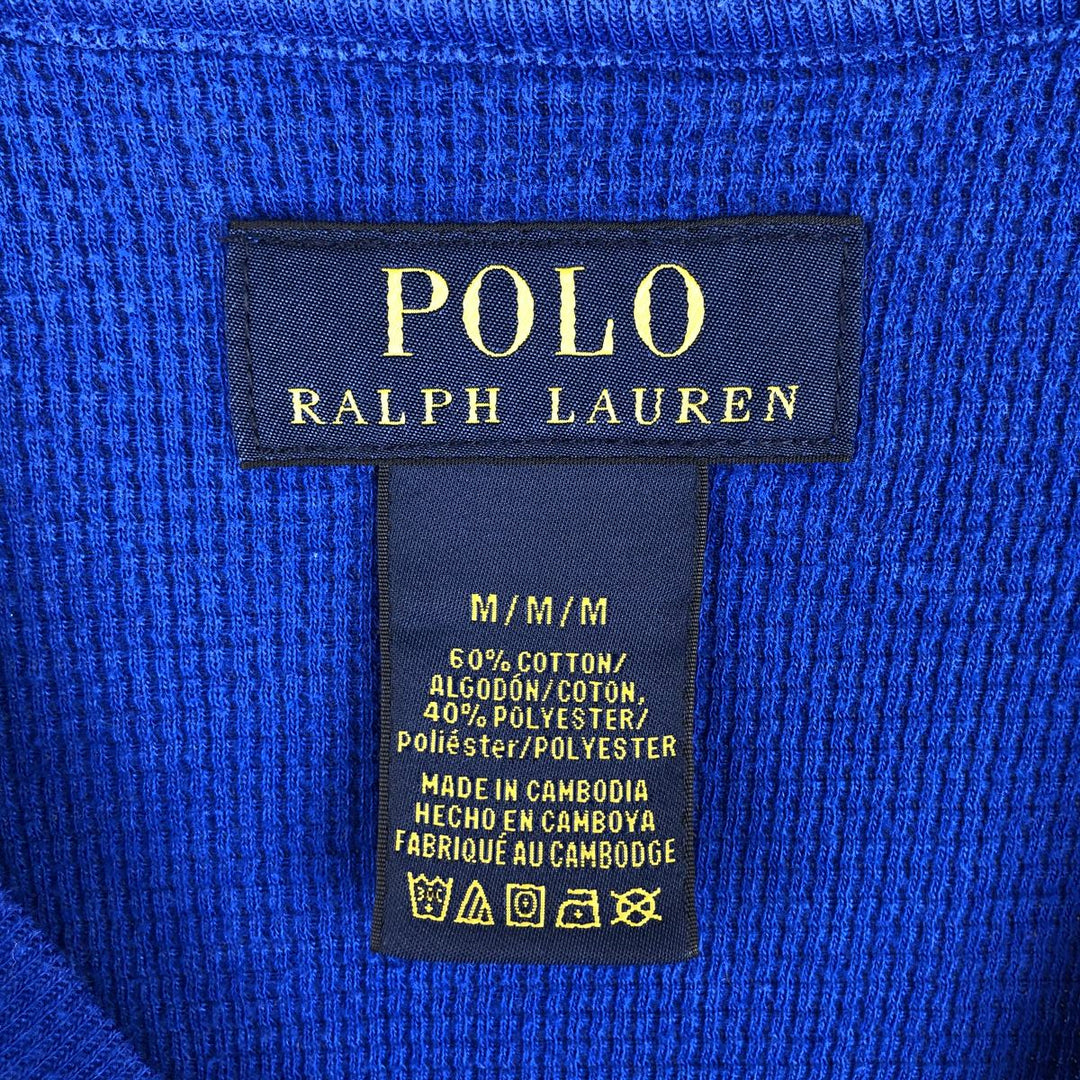 POLO
RALPH LAUREN
M/M/M
60% COTTON/
ALGODÓN/COTON,
40% POLYESTER/
poliéster/POLYESTER
MADE IN CAMBODIA
HECHO EN CAMBOYA
FABRIQUÉ AU CAMBODGE